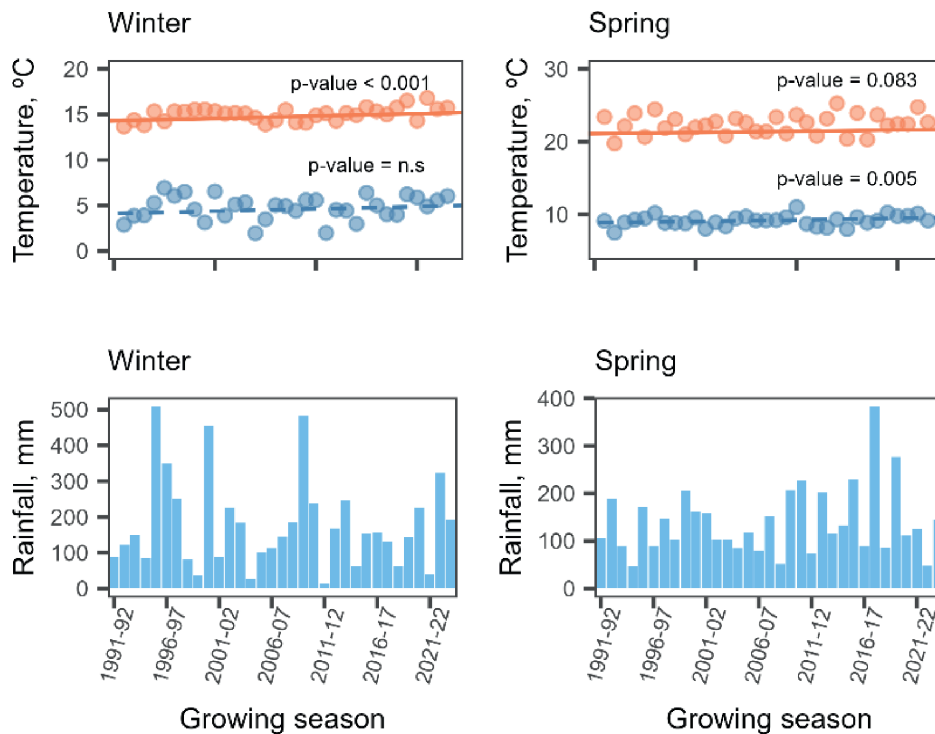 Winter
Temperature, ºC
20
15
10
5
0
p-value < 0.001
p-value = n.s
Spring
Temperature, ºC
30
20
10
p-value = 0.083
p-value = 0.005
Winter
Rainfall, mm
500
400
300
200
100
0
1991-92
1996-97
2001-02
2006-07
2011-12
2016-17
2021-22
Growing season
Spring
Rainfall, mm
400
300
200
100
0
1991-92
1996-97
2001-02
2006-07
2011-12
2016-17
2021-22
Growing season